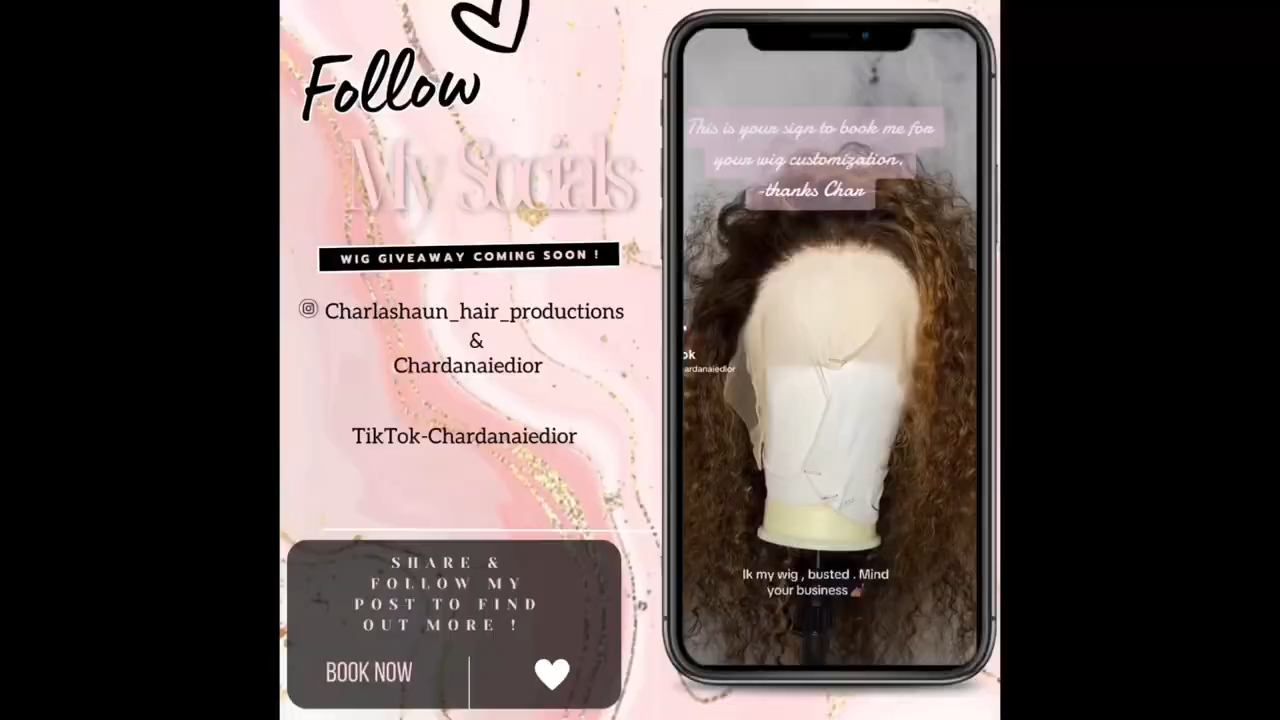 Follow
My Socials
WIG GIVEAWAY COMING SOON !
Charlashaun_hair_productions
&
Chardanaiedior
TikTok-Chardanaiedior
SHARE &
FOLLOW MY
POST TO FIND
OUT MORE !
BOOK NOW
This is your sign to book me for
your wig customization.
-thanks Char
ok
ardanaiedior
Ik my wig , busted . Mind
your business